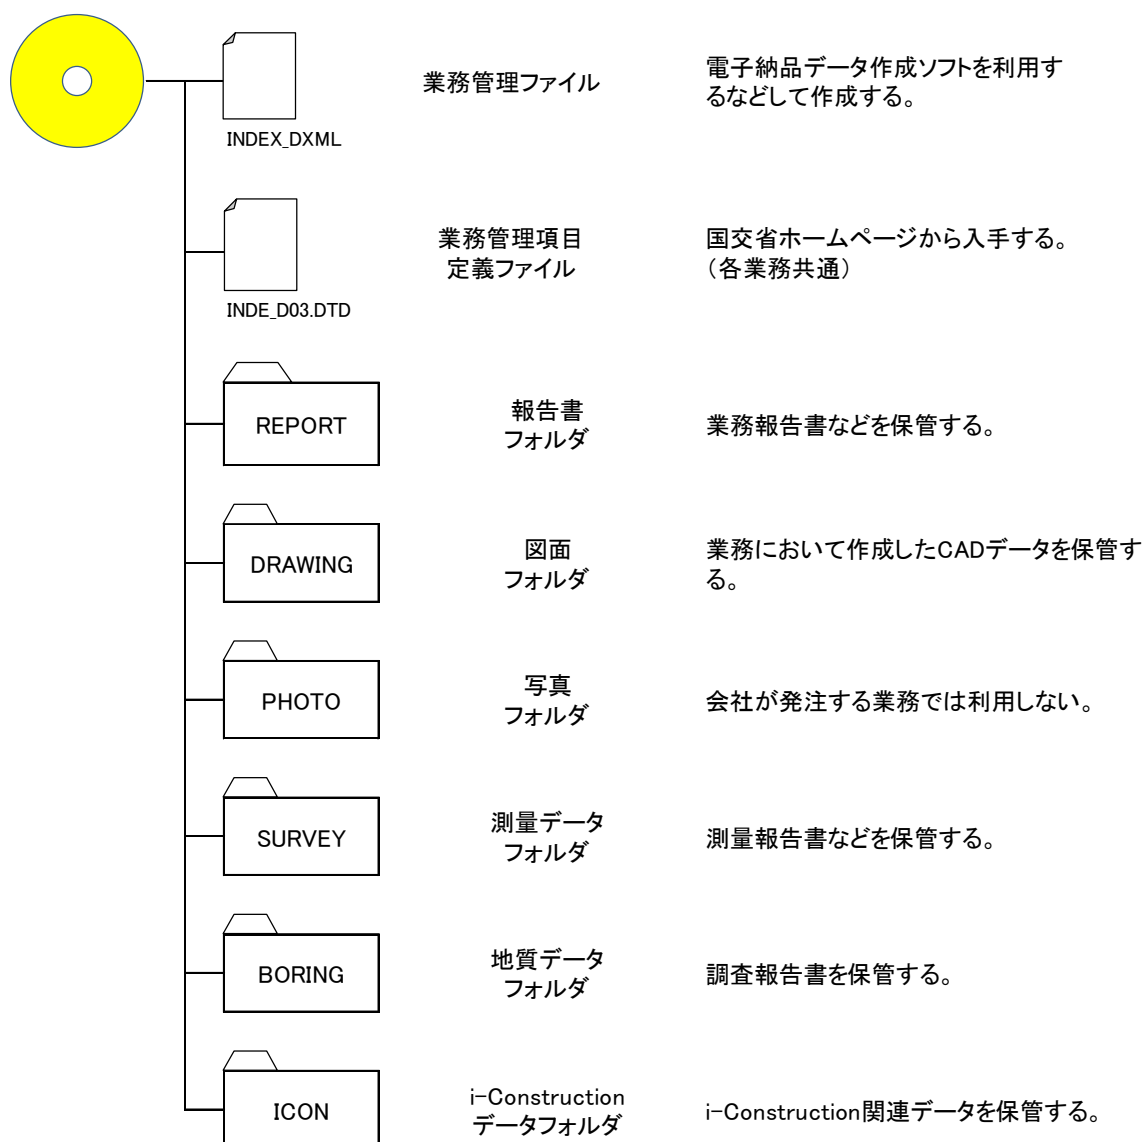 業務管理ファイル
電子納品データ作成ソフトを利用す
るなどして作成する。
INDEX_DXML
業務管理項目
定義ファイル
国交省ホームページから入手する。
（各業務共通）
INDE_D03.DTD
REPORT
報告書
フォルダ
業務報告書などを保管する。
DRAWING
図面
フォルダ
業務において作成したCADデータを保管す
る。
PHOTO
写真
フォルダ
会社が発注する業務では利用しない。
SURVEY
測量データ
フォルダ
測量報告書などを保管する。
BORING
地質データ
フォルダ
調査報告書を保管する。
ICON
i-Construction
データフォルダ
i-Construction関連データを保管する。